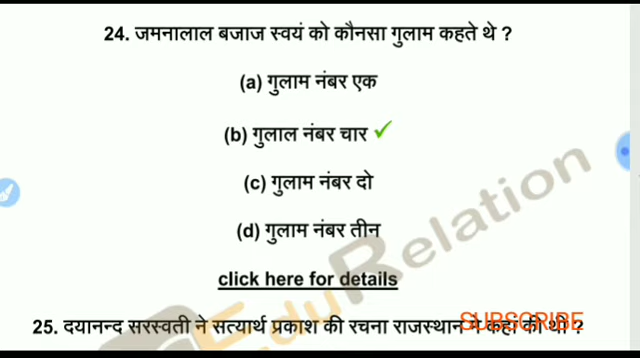 24. जमनालाल बजाज स्वयं को कौनसा गुलाम कहते थे ?
(a) गुलाम नंबर एक
(b) गुलाल नंबर चार ✓
(c) गुलाम नंबर दो
(d) गुलाम नंबर तीन
click here for details
EduRelation
25. दयानन्द सरस्वती ने सत्यार्थ प्रकाश की रचना राजस्थान में कहाँ की थी ?
SUBSCRIBE